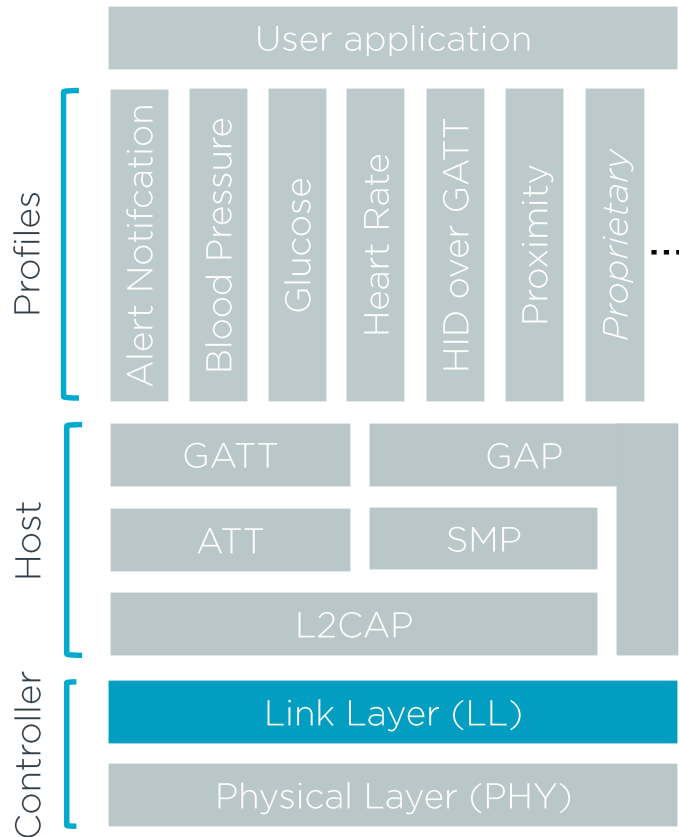 User application
Profiles
Alert Notifcation
Blood Pressure
Glucose
Heart Rate
HID over GATT
Proximity
Proprietary
...
Host
GATT
GAP
ATT
SMP
L2CAP
Controller
Link Layer (LL)
Physical Layer (PHY)